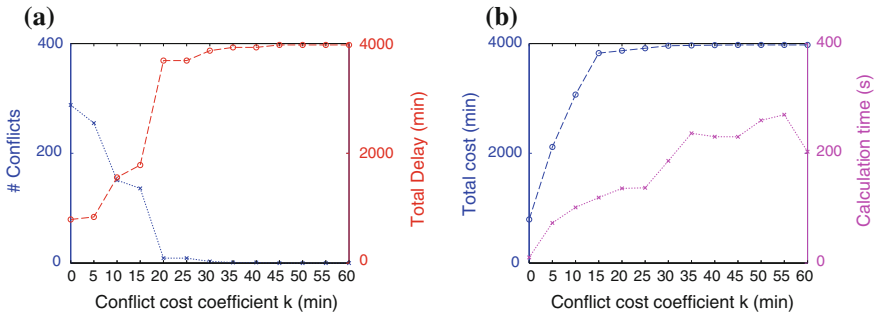 (a)
400
200
0
# Conflicts
4000
2000
0
Total Delay (min)
0 5 10 15 20 25 30 35 40 45 50 55 60
Conflict cost coefficient k (min)
(b)
4000
2000
0
Total cost (min)
400
200
0
Calculation time (s)
0 5 10 15 20 25 30 35 40 45 50 55 60
Conflict cost coefficient k (min)